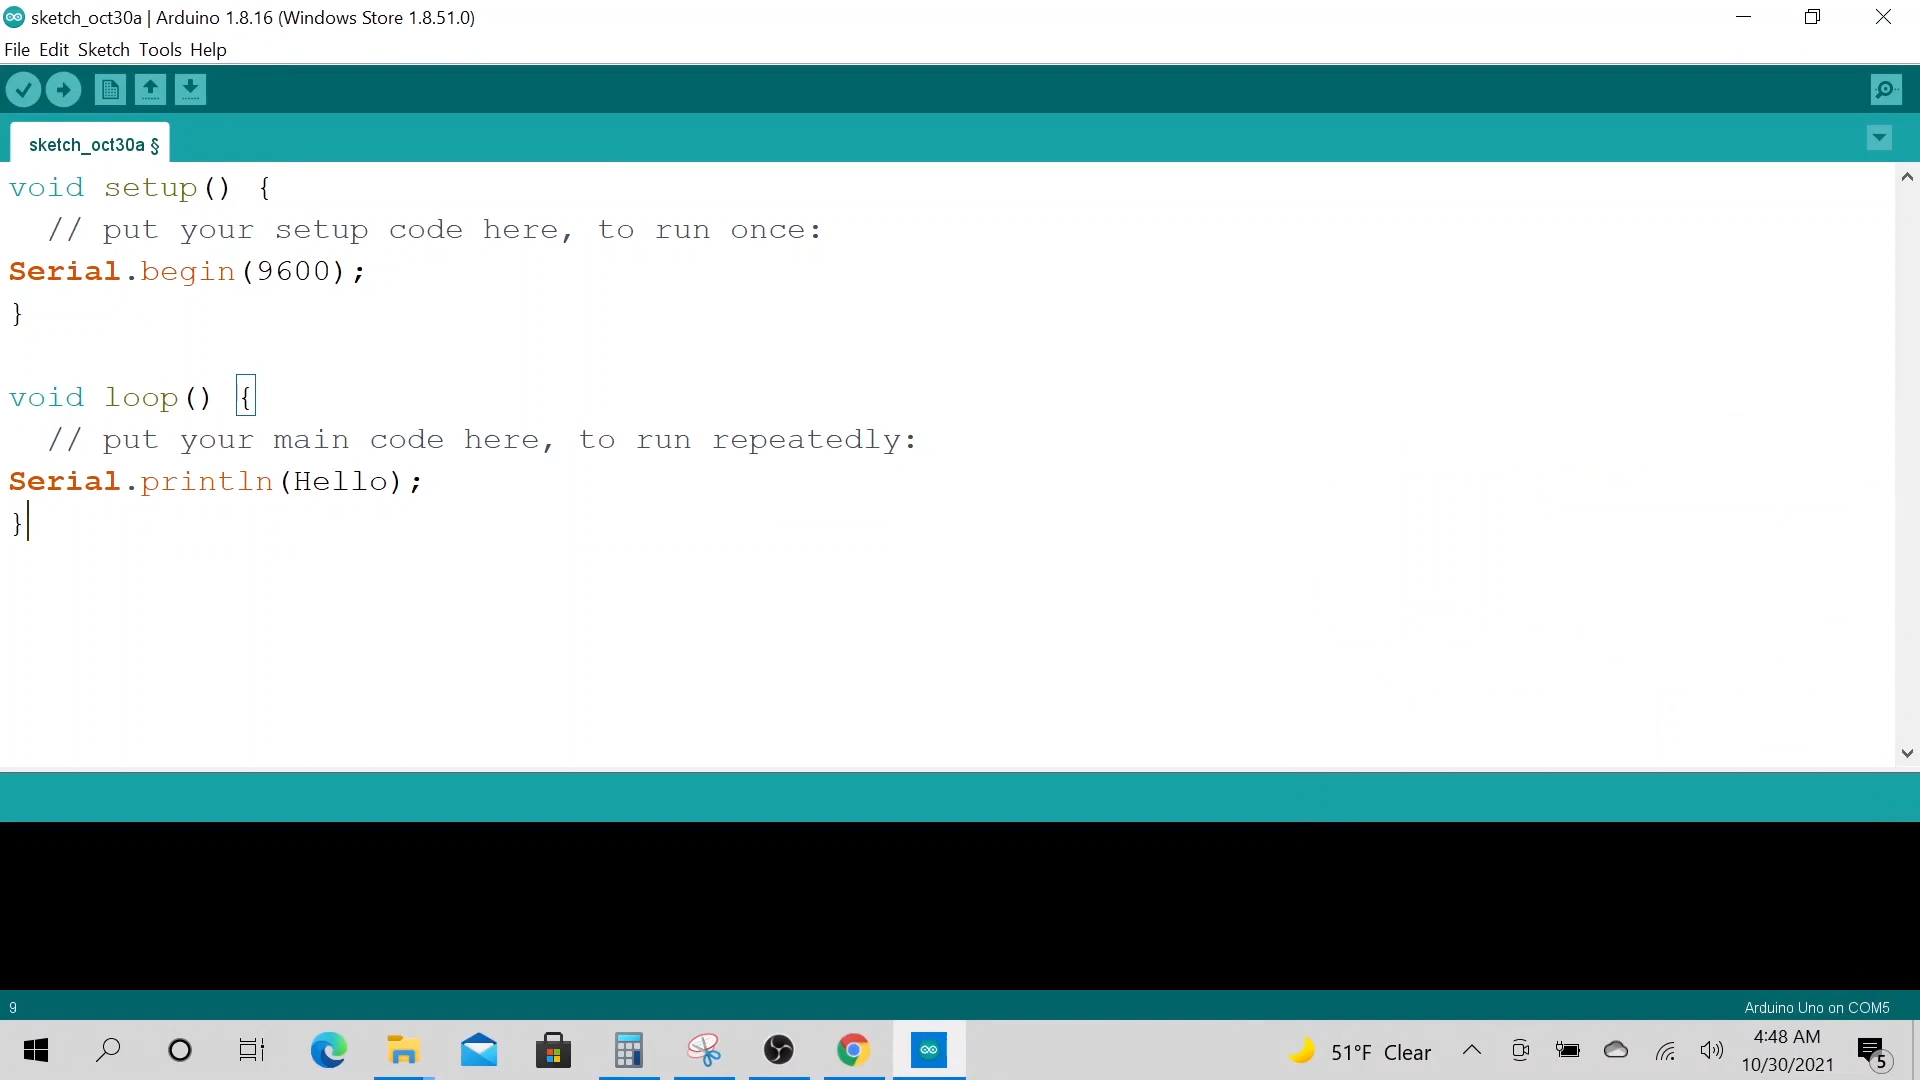 sketch_oct30a | Arduino 1.8.16 (Windows Store 1.8.51.0)
File Edit Sketch Tools Help
sketch_oct30a §
void setup() {
  // put your setup code here, to run once:
Serial.begin(9600);
}
void loop() {
  // put your main code here, to run repeatedly:
Serial.println(Hello);
}
9
Arduino Uno on COM5
51°F Clear
4:48 AM
10/30/2021
5